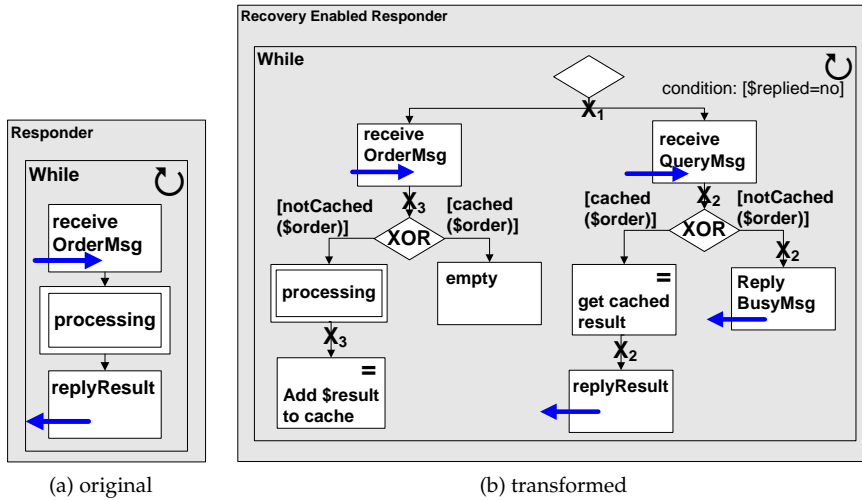 Responder
While
receive
OrderMsg
processing
replyResult
(a) original
Recovery Enabled Responder
While
condition: [$replied=no]
X1
receive
OrderMsg
X3
[notCached
($order)]
XOR
[cached
($order)]
processing
empty
X3
=
Add $result
to cache
receive
QueryMsg
X2
[cached
($order)]
XOR
[notCached
($order)]
X2
=
get cached
result
Reply
BusyMsg
X2
replyResult
(b) transformed